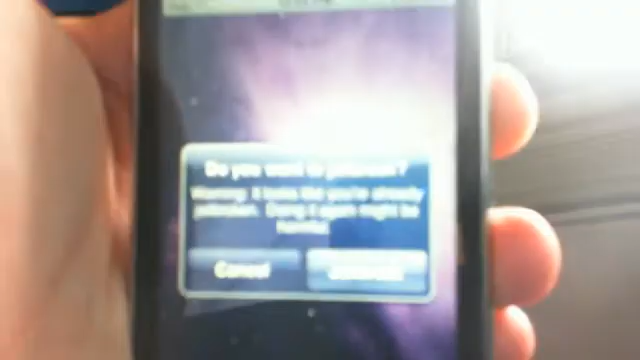 Do you want to jailbreak?
Warning: It looks like you're already
jailbroken. Doing it again might be
harmful.
Cancel